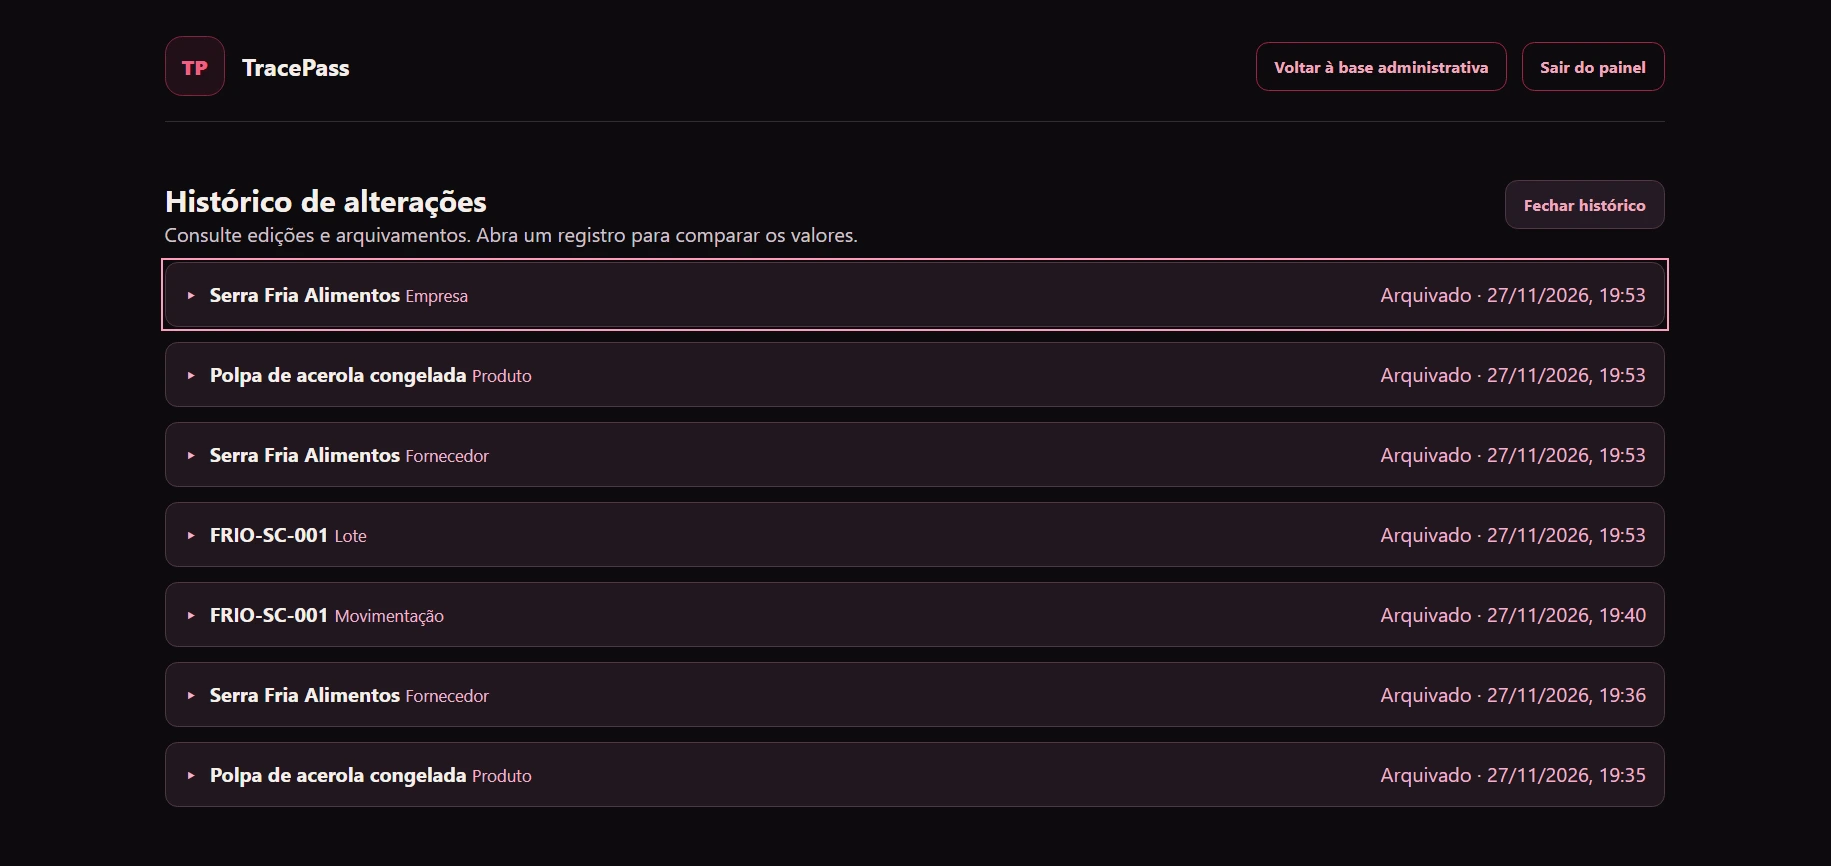 TP
TracePass
Voltar à base administrativa
Sair do painel
Histórico de alterações
Fechar histórico
Consulte edições e arquivamentos. Abra um registro para comparar os valores.
Serra Fria Alimentos Empresa Arquivado · 27/11/2026, 19:53
Polpa de acerola congelada Produto Arquivado · 27/11/2026, 19:53
Serra Fria Alimentos Fornecedor Arquivado · 27/11/2026, 19:53
FRIO-SC-001 Lote Arquivado · 27/11/2026, 19:53
FRIO-SC-001 Movimentação Arquivado · 27/11/2026, 19:40
Serra Fria Alimentos Fornecedor Arquivado · 27/11/2026, 19:36
Polpa de acerola congelada Produto Arquivado · 27/11/2026, 19:35